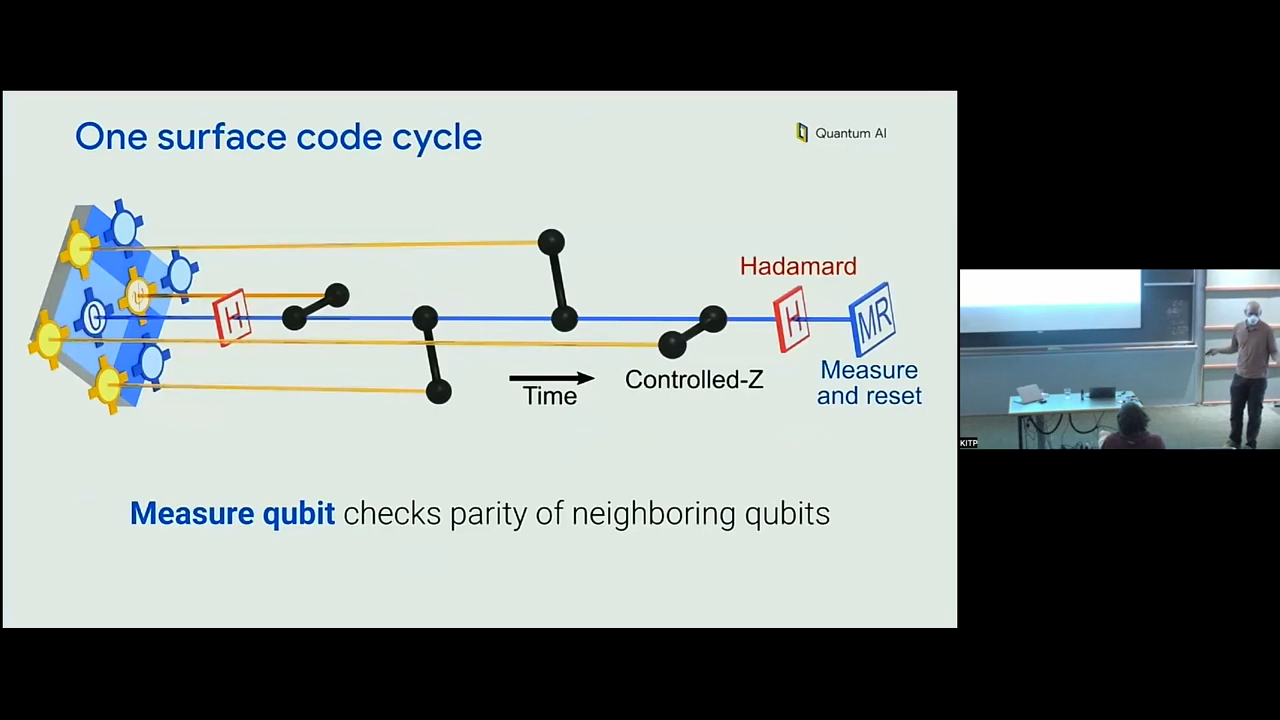 One surface code cycle
Quantum AI
Hadamard
H
H
MR
Time
Controlled-Z
Measure
and reset
Measure qubit checks parity of neighboring qubits
KITP